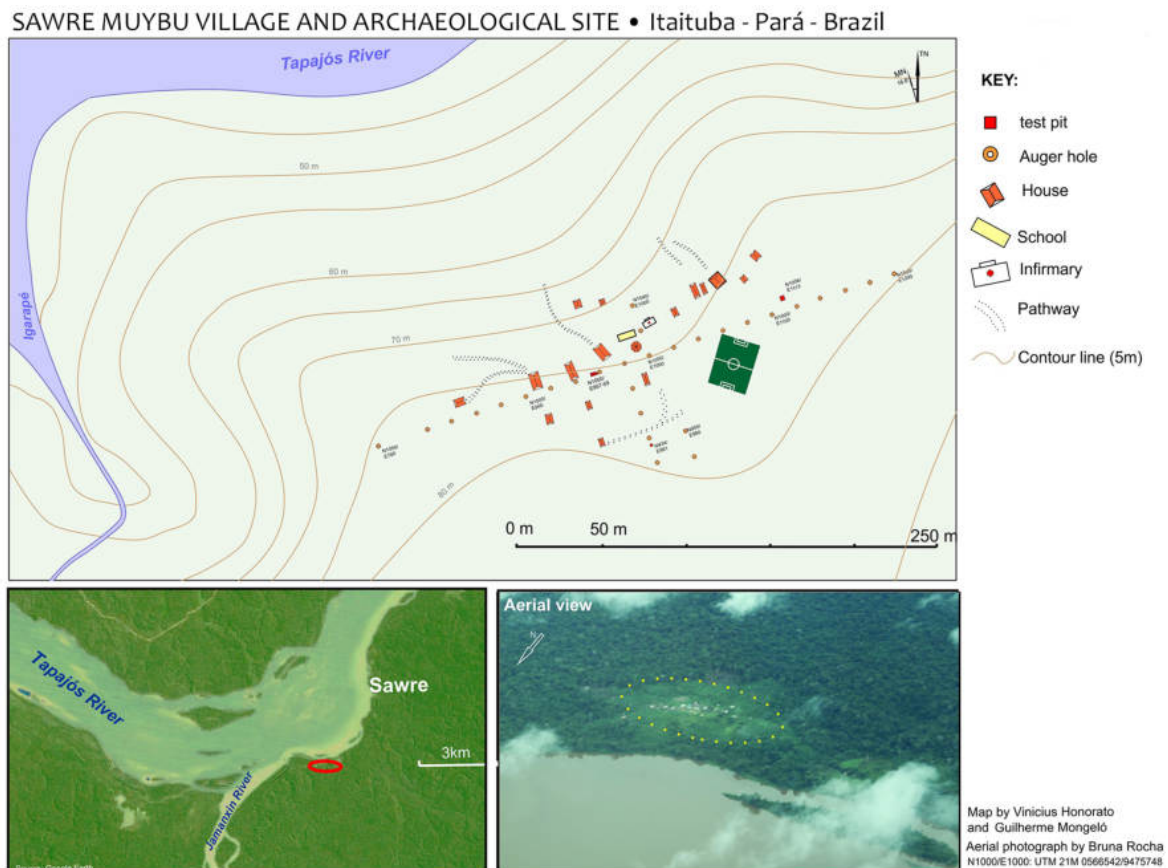 SAWRE MUYBU VILLAGE AND ARCHAEOLOGICAL SITE • Itaituba - Pará - Brazil
Tapajós River
TN
MN
KEY:
test pit
Auger hole
House
School
Infirmary
Pathway
Contour line (5m)
50 m
60 m
70 m
80 m
Igarapé
0 m 50 m 250 m
Tapajós River
Sawre
3km
Jamanxin River
Aerial view
N
Map by Vinicius Honorato
and Guilherme Mongeló
Aerial photograph by Bruna Rocha
N1000/E1000: UTM 21M 0566542/9475748